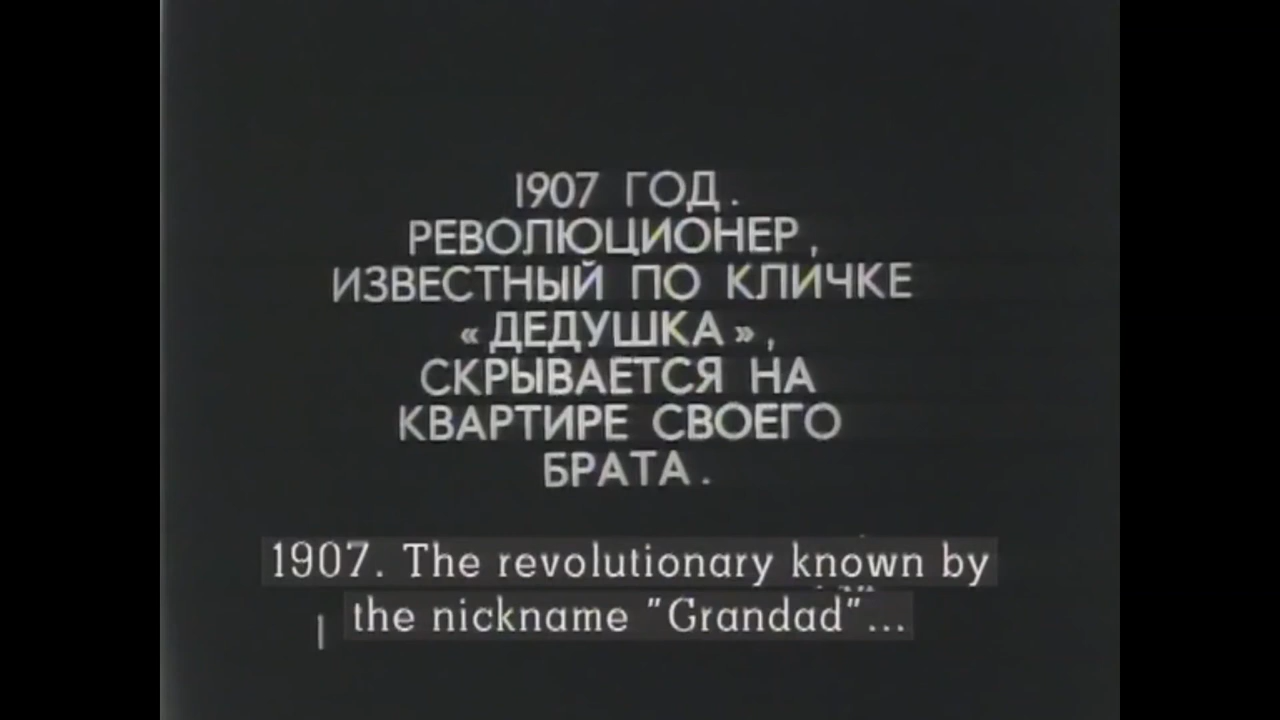 1907 ГОД.
РЕВОЛЮЦИОНЕР,
ИЗВЕСТНЫЙ ПО КЛИЧКЕ
«ДЕДУШКА»,
СКРЫВАЕТСЯ НА
КВАРТИРЕ СВОЕГО
БРАТА.
1907. The revolutionary known by
the nickname "Grandad"...